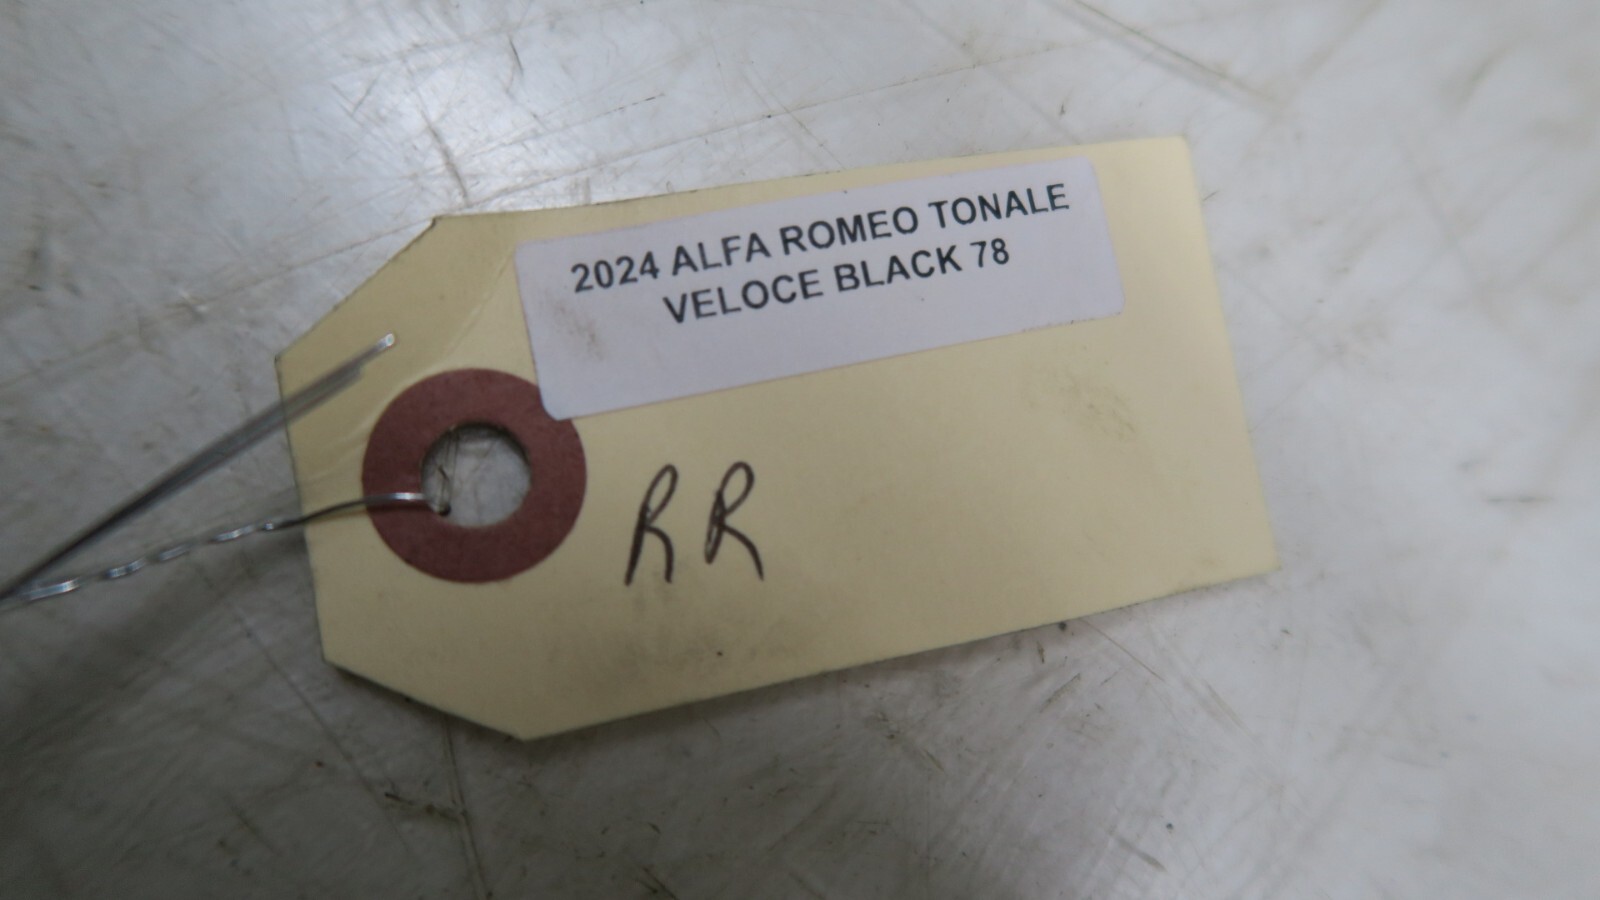 2024 ALFA ROMEO TONALE
VELOCE BLACK 78
RR